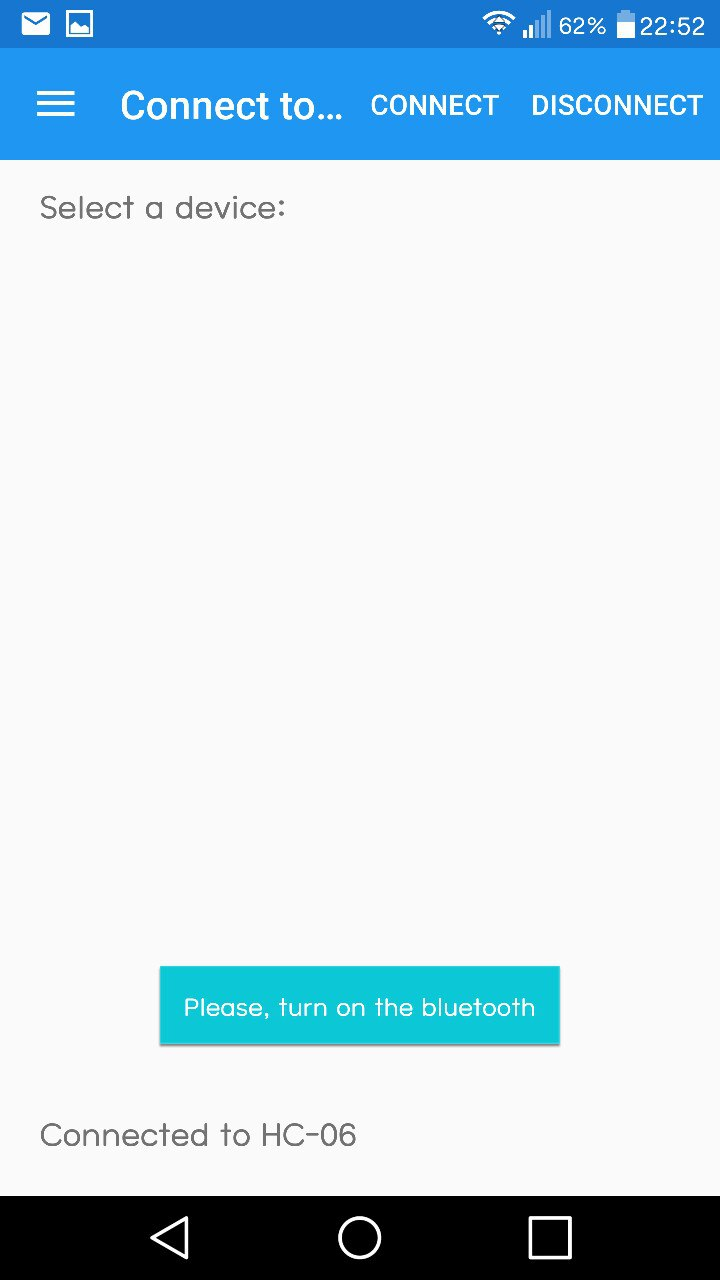 62% 22:52
Connect to... CONNECT DISCONNECT
Select a device:
Please, turn on the bluetooth
Connected to HC-06